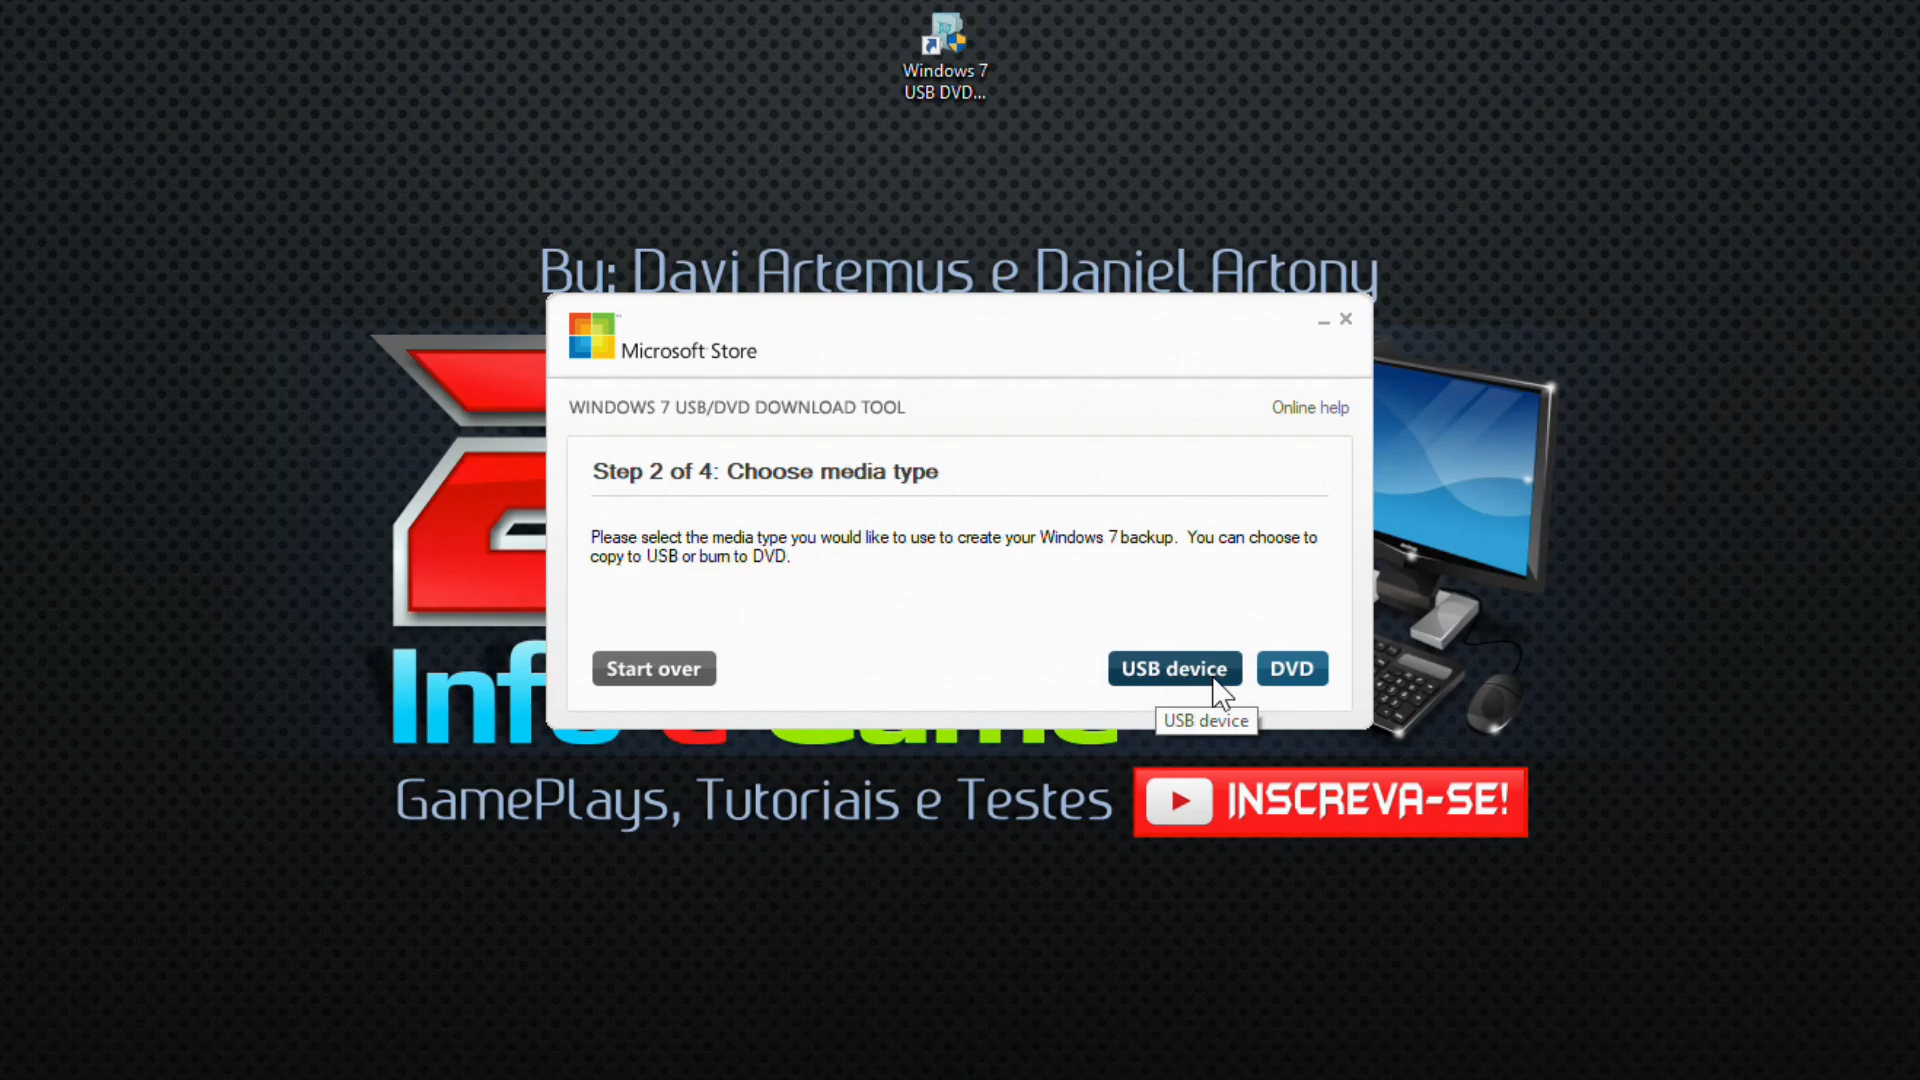 Windows 7
USB DVD...
By: Davi Artemus e Daniel Artony
Microsoft Store
WINDOWS 7 USB/DVD DOWNLOAD TOOL
Online help
Step 2 of 4: Choose media type
Please select the media type you would like to use to create your Windows 7 backup. You can choose to
copy to USB or burn to DVD.
Start over
USB device
DVD
USB device
GamePlays, Tutoriais e Testes
INSCREVA-SE!